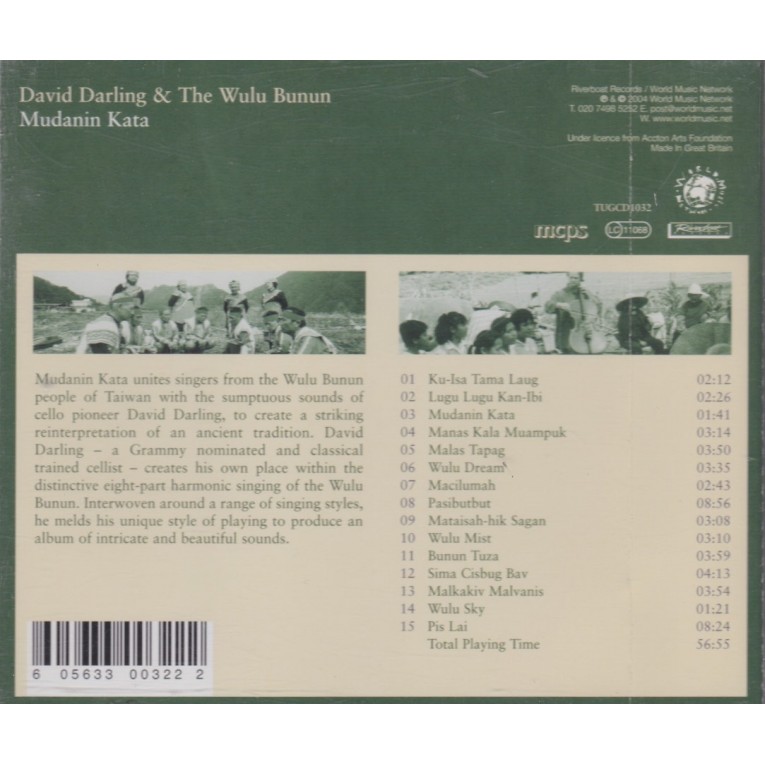 David Darling & The Wulu Bunun
Mudanin Kata
Riverboat Records / World Music Network
℗ & © 2004 World Music Network
T. 020 7498 5252 E. post@worldmusic.net
W. www.worldmusic.net
Under licence from Accton Arts Foundation
Made In Great Britain
TUGCD1032
mcps
LC 11068
Mudanin Kata unites singers from the Wulu Bunun
people of Taiwan with the sumptuous sounds of
cello pioneer David Darling, to create a striking
reinterpretation of an ancient tradition. David
Darling – a Grammy nominated and classical
trained cellist – creates his own place within the
distinctive eight-part harmonic singing of the Wulu
Bunun. Interwoven around a range of singing styles,
he melds his unique style of playing to produce an
album of intricate and beautiful sounds.
01 Ku-Isa Tama Laug 02:12
02 Lugu Lugu Kan-Ibi 02:26
03 Mudanin Kata 01:41
04 Manas Kala Muampuk 03:14
05 Malas Tapag 03:50
06 Wulu Dream 03:35
07 Macilumah 02:43
08 Pasibutbut 08:56
09 Mataisah-hik Sagan 03:08
10 Wulu Mist 03:10
11 Bunun Tuza 03:59
12 Sima Cisbug Bav 04:13
13 Malkakiv Malvanis 03:54
14 Wulu Sky 01:21
15 Pis Lai 08:24
Total Playing Time 56:55
6 05633 00322 2